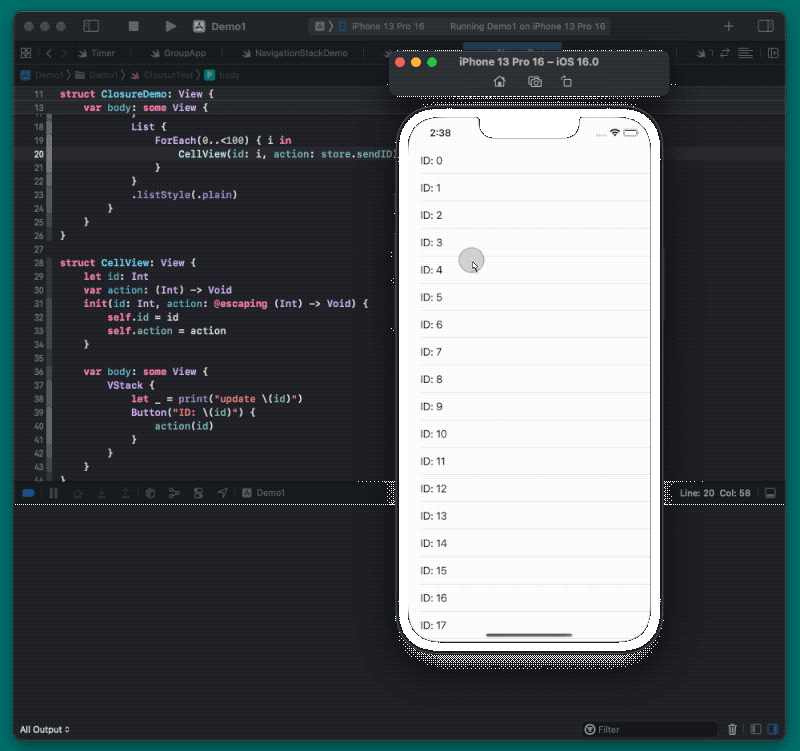 Demo1
iPhone 13 Pro 16
Running Demo1 on iPhone 13 Pro 16
Timer
GroupApp
NavigationStackDemo
1
Demo1
Demo1
ClousurTest
body
iPhone 13 Pro 16 – iOS 16.0
11 struct ClosureDemo: View {
13 var body: some View {
18 List {
19 ForEach(0..<100) { i in
20 CellView(id: i, action: store.sendID)
21 }
22 }
23 .listStyle(.plain)
24 }
25 }
26 }
27
28 struct CellView: View {
29 let id: Int
30 var action: (Int) -> Void
31 init(id: Int, action: @escaping (Int) -> Void) {
32 self.id = id
33 self.action = action
34 }
35
36 var body: some View {
37 VStack {
38 let _ = print("update \(id)")
39 Button("ID: \(id)") {
40 action(id)
41 }
42 }
43 }
2:38
ID: 0
ID: 1
ID: 2
ID: 3
ID: 4
ID: 5
ID: 6
ID: 7
ID: 8
ID: 9
ID: 10
ID: 11
ID: 12
ID: 13
ID: 14
ID: 15
ID: 16
ID: 17
Demo1
Line: 20 Col: 58
All Output
Filter